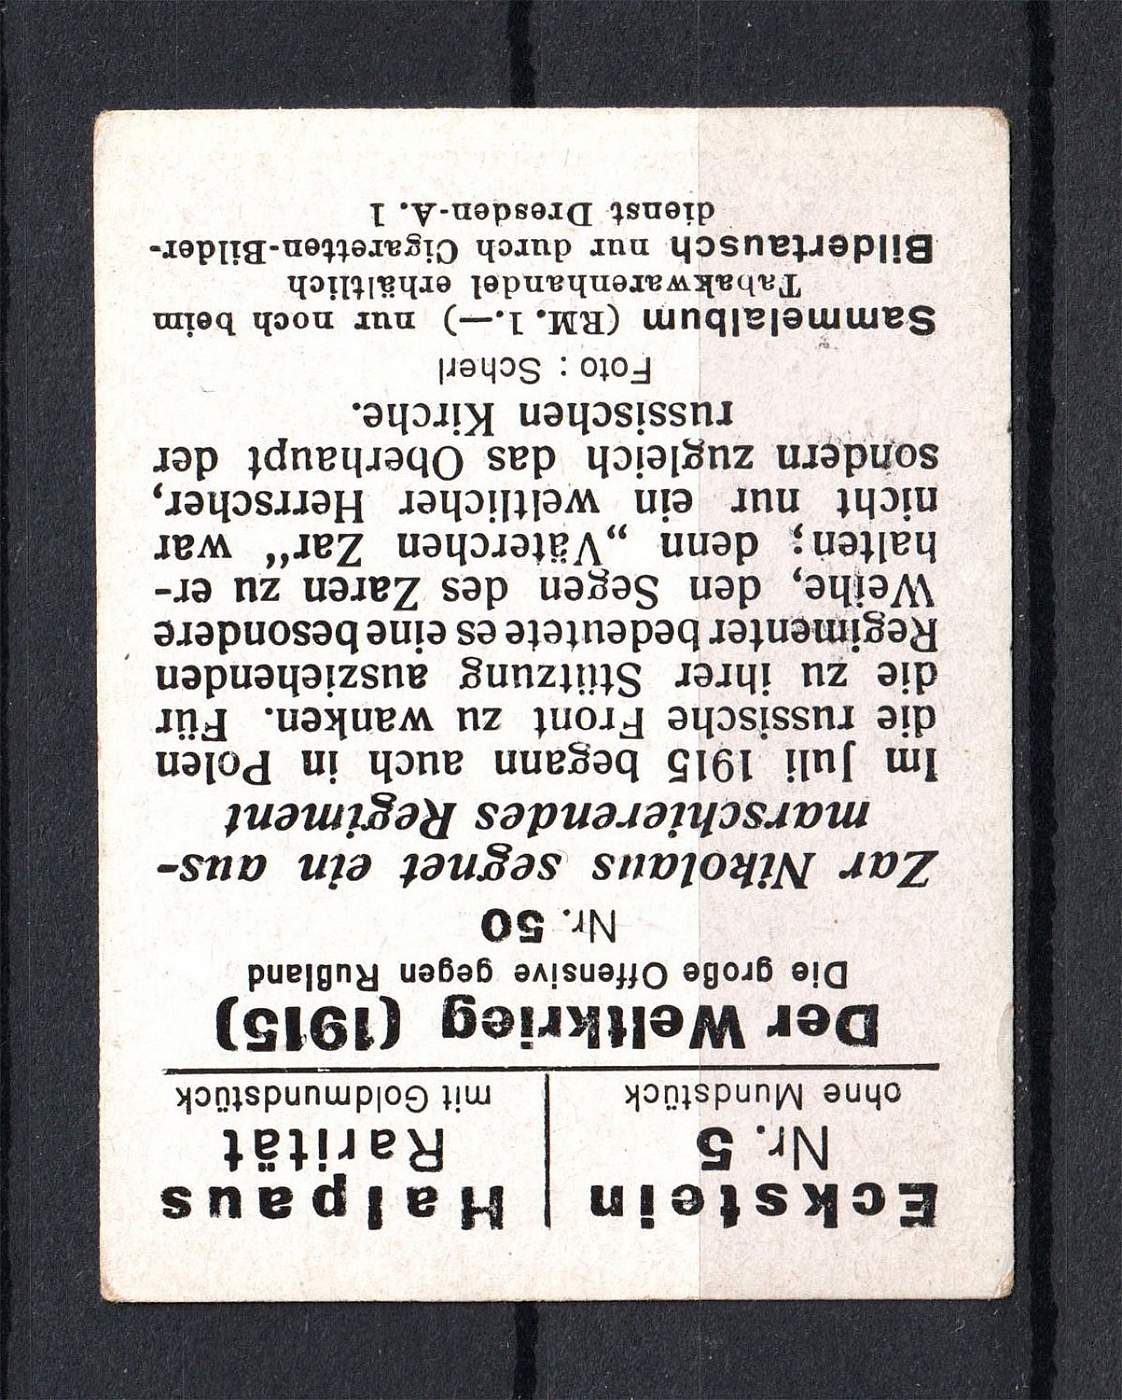 Eckstein
Nr. 5
ohne Mundstück
Halpaus
Rarität
mit Goldmundstück
Der Weltkrieg (1915)
Die große Offensive gegen Rußland
Nr. 50
Zar Nikolaus segnet ein aus-
marschierendes Regiment
Im Juli 1915 begann auch in Polen
die russische Front zu wanken. Für
die zu ihrer Stützung ausziehenden
Regimenter bedeutete es eine besondere
Weihe, den Segen des Zaren zu er-
halten; denn „Väterchen Zar“ war
nicht nur ein weltlicher Herrscher,
sondern zugleich das Oberhaupt der
russischen Kirche.
Foto : Scherl
Sammelalbum (RM. 1.—) nur noch beim
Tabakwarenhandel erhältlich
Bildertausch nur durch Cigaretten-Bilder-
dienst Dresden-A. 1